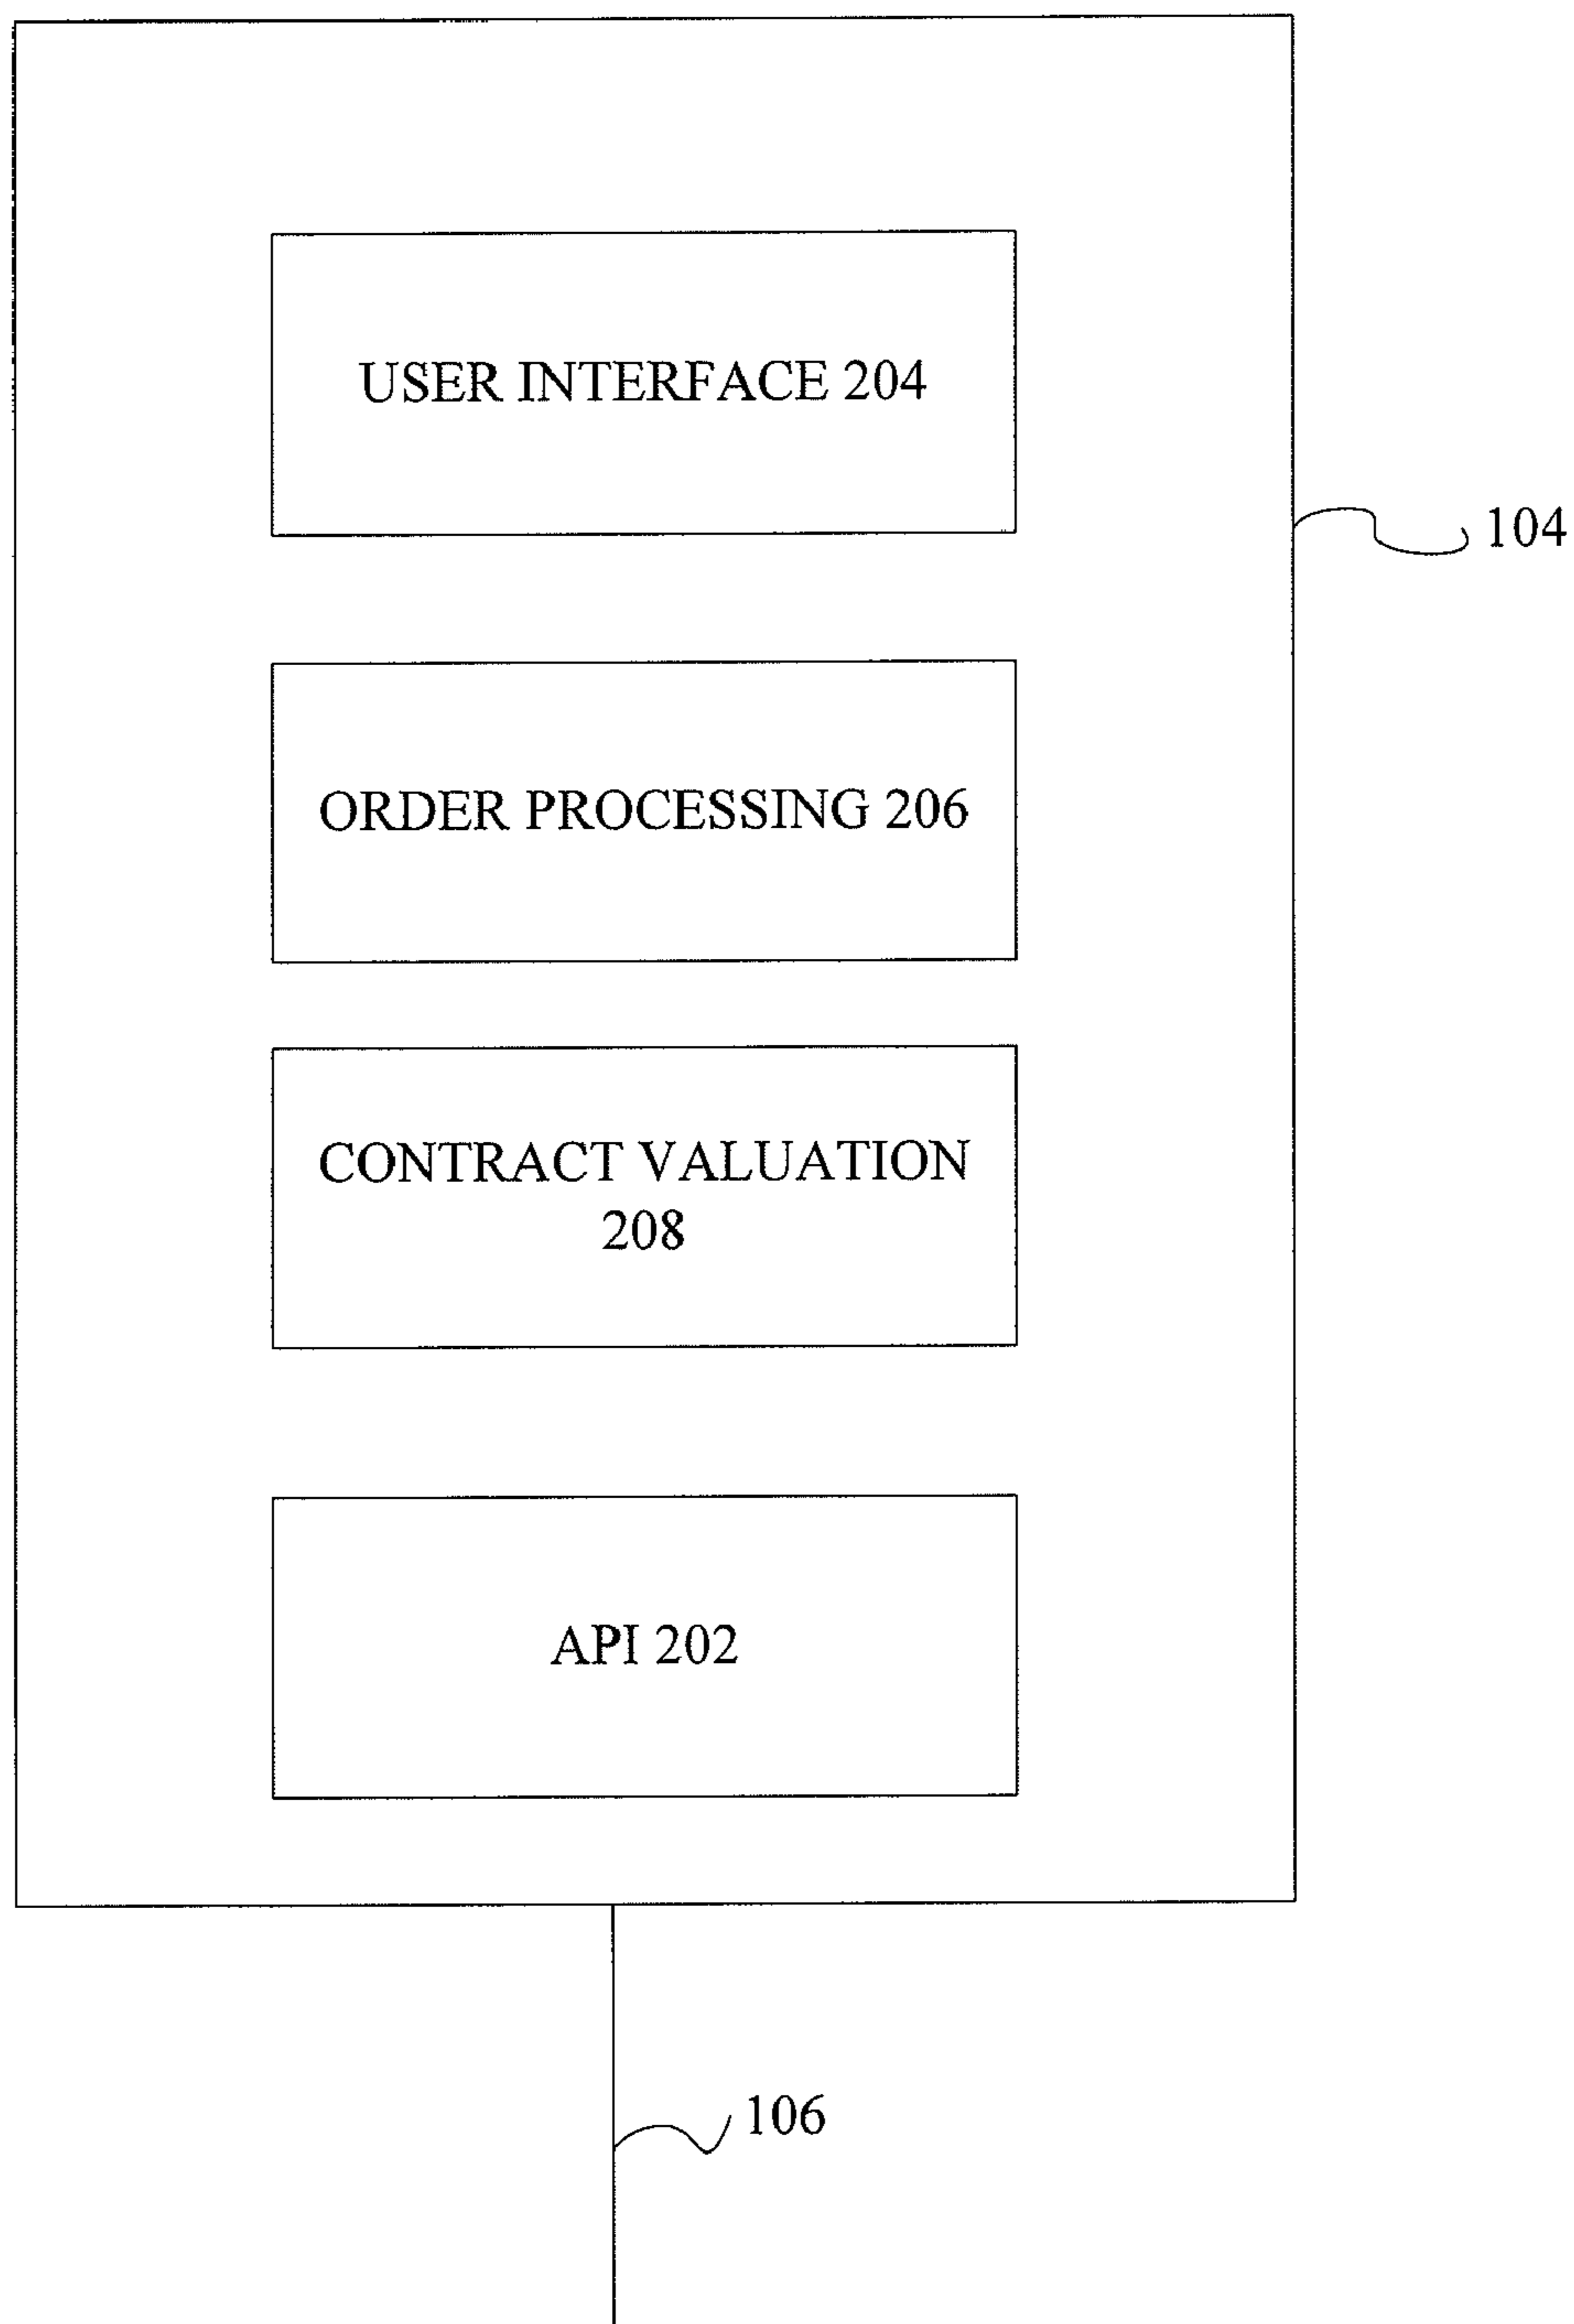 USER INTERFACE 204
104
ORDER PROCESSING 206
CONTRACT VALUATION
208
API 202
106